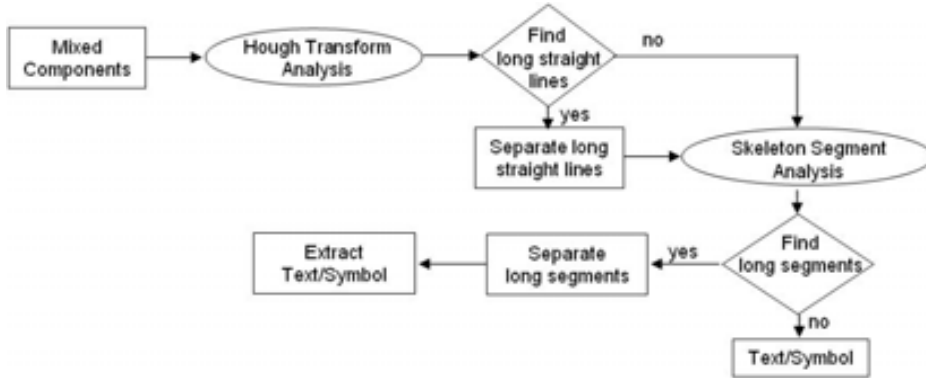 Mixed
Components
Hough Transform
Analysis
Find
long straight
lines
no
yes
Separate long
straight lines
Skeleton Segment
Analysis
Find
long segments
yes
Separate
long segments
Extract
Text/Symbol
no
Text/Symbol